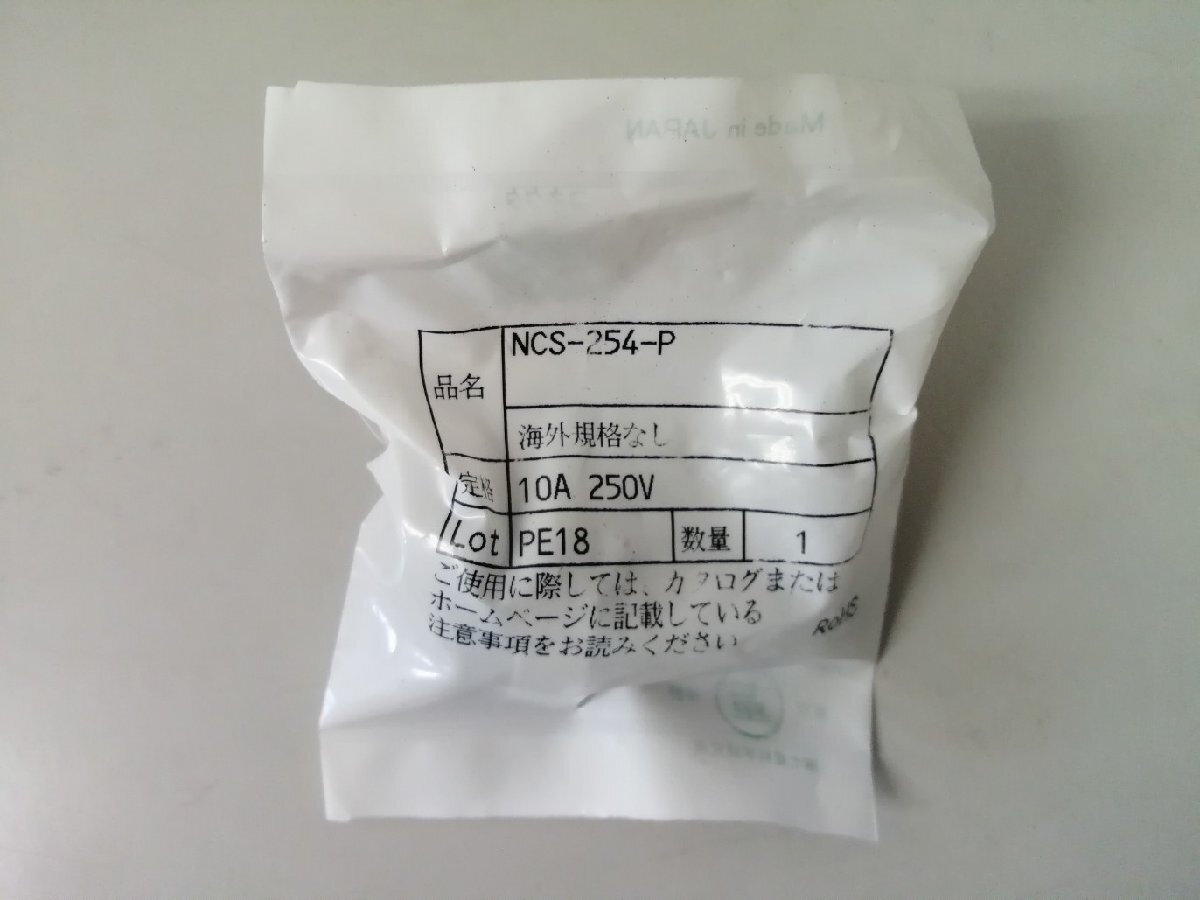 Made in JAPAN
品名 NCS-254-P
海外規格なし
定格 10A 250V
Lot PE18 数量 1
ご使用に際しては、カタログまたは
ホームページに記載している
注意事項をお読みください
RoHS